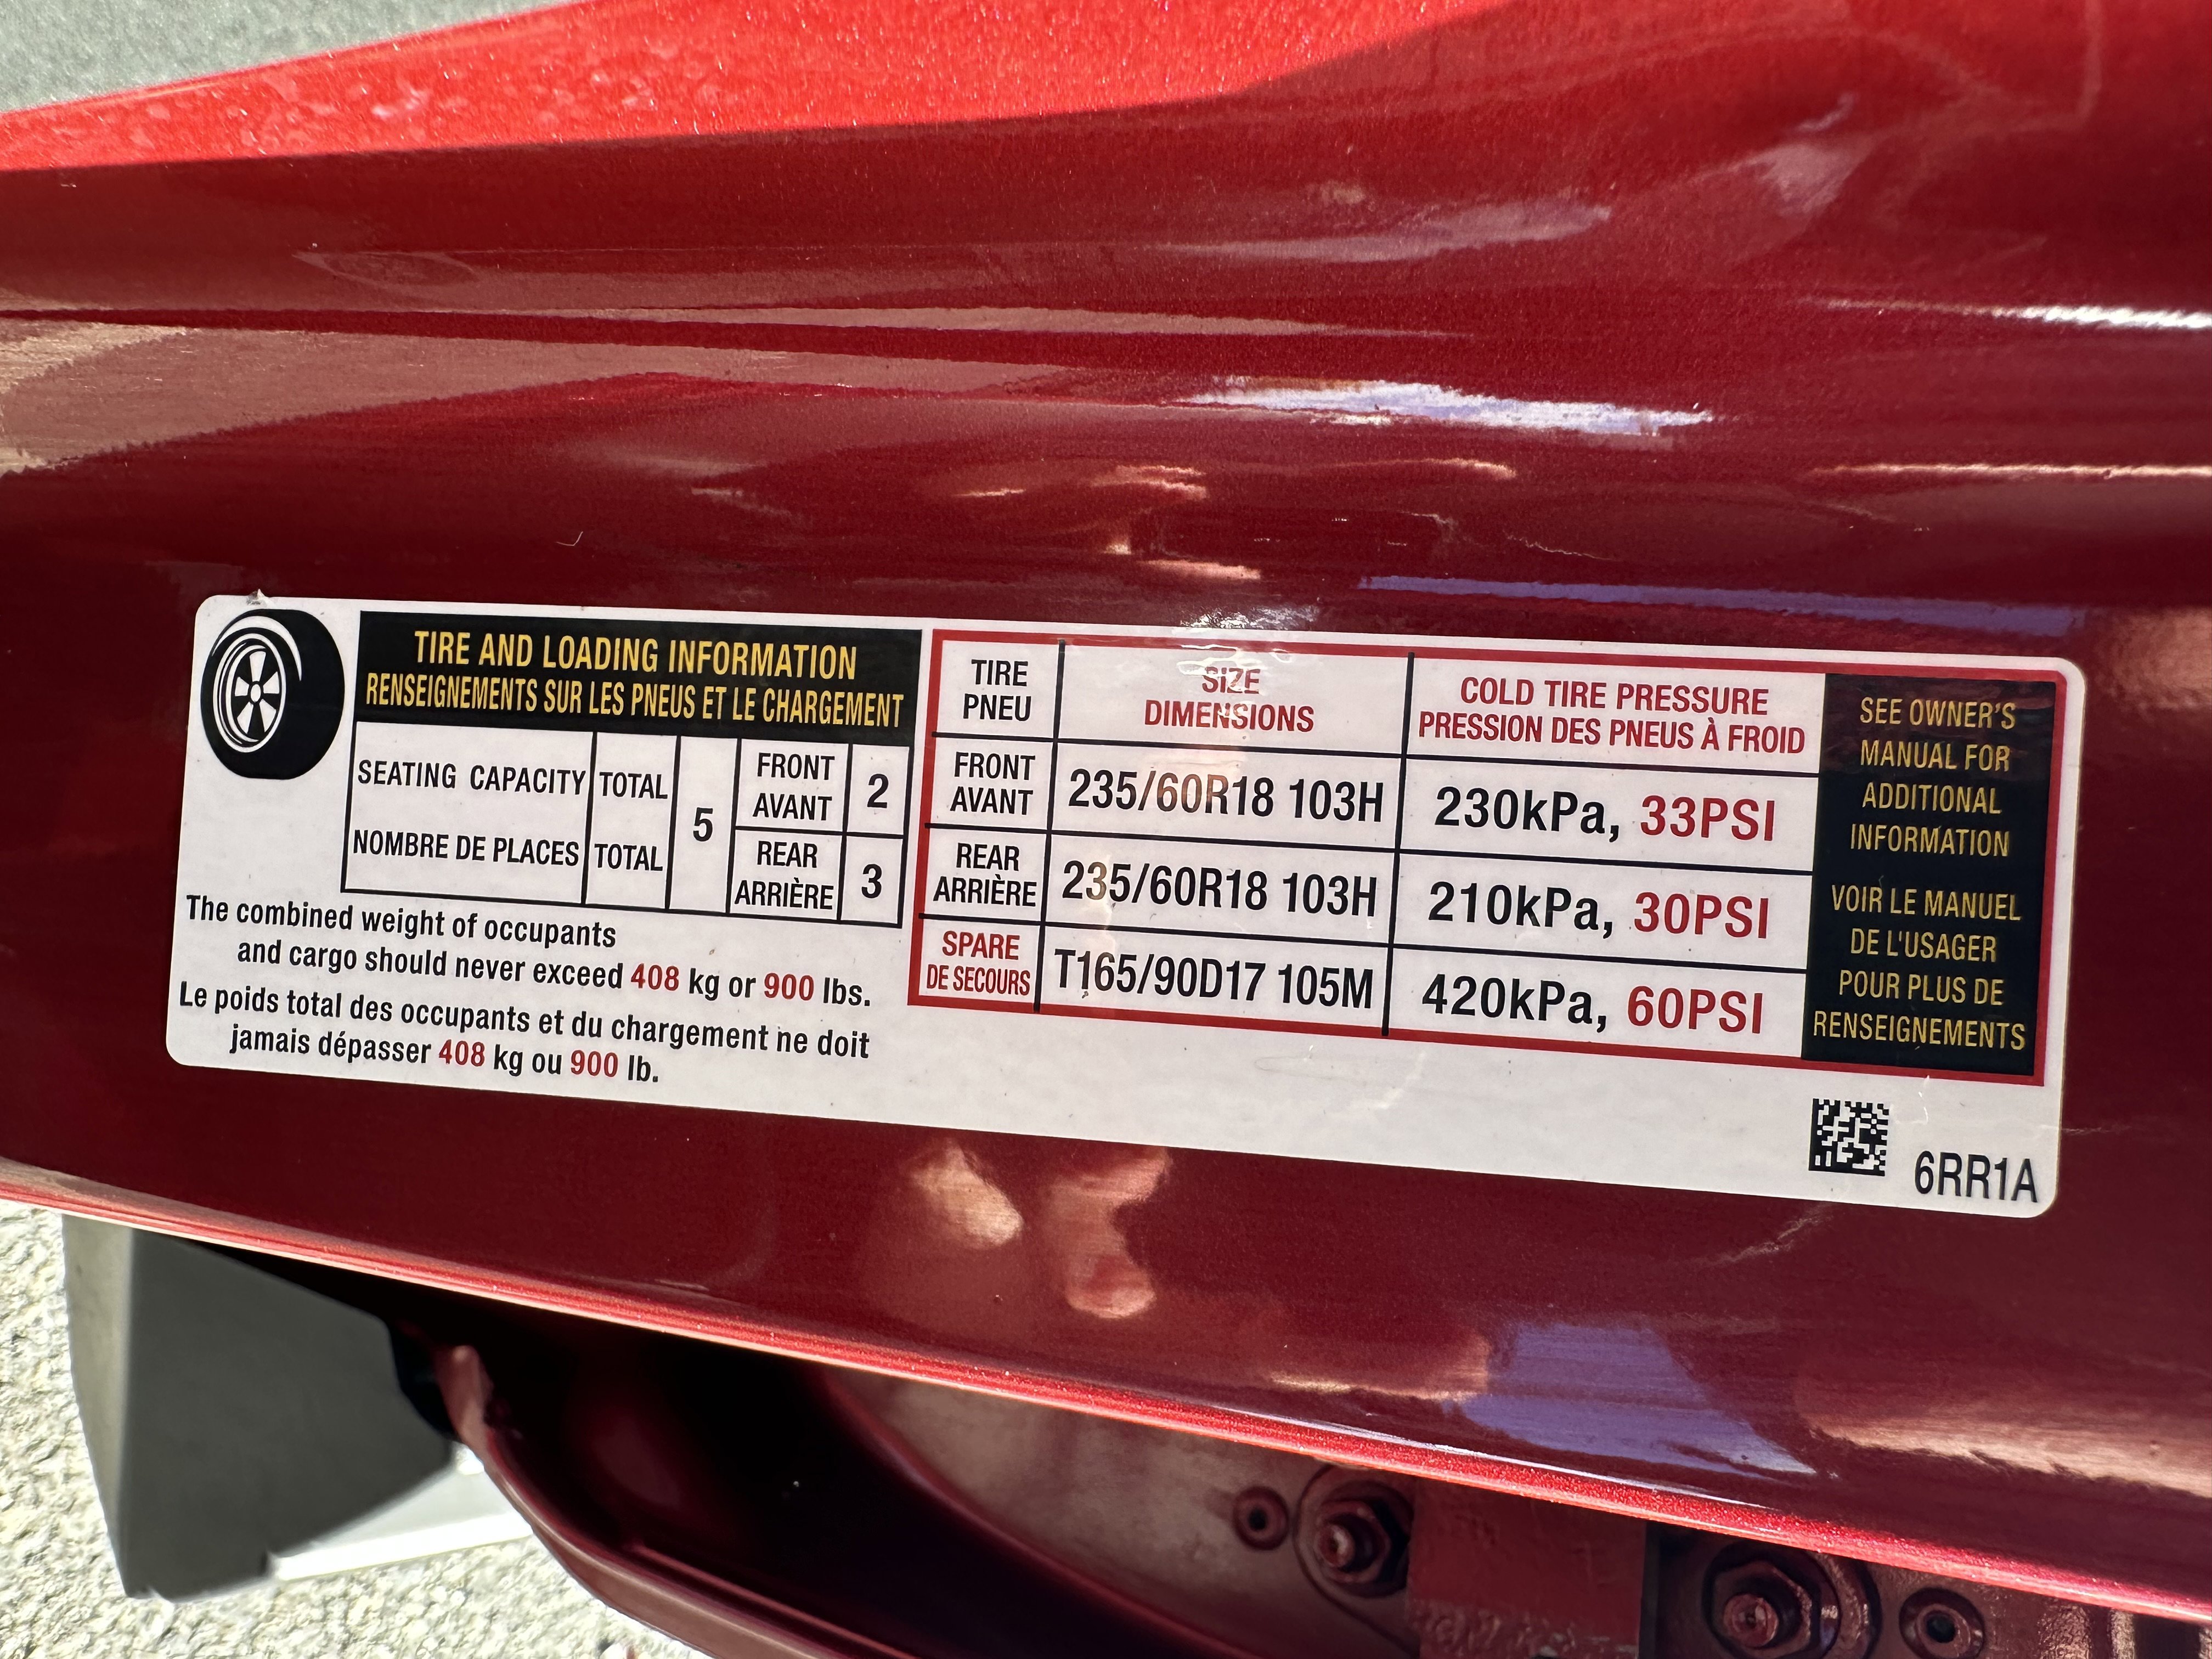 TIRE AND LOADING INFORMATION
RENSEIGNEMENTS SUR LES PNEUS ET LE CHARGEMENT
SEATING CAPACITY
NOMBRE DE PLACES
TOTAL
TOTAL
5
FRONT
AVANT
2
REAR
ARRIÈRE
3
The combined weight of occupants
and cargo should never exceed 408 kg or 900 lbs.
Le poids total des occupants et du chargement ne doit
jamais dépasser 408 kg ou 900 lb.
TIRE
PNEU
SIZE
DIMENSIONS
COLD TIRE PRESSURE
PRESSION DES PNEUS À FROID
FRONT
AVANT
235/60R18 103H
230kPa, 33PSI
REAR
ARRIÈRE
235/60R18 103H
210kPa, 30PSI
SPARE
DE SECOURS
T165/90D17 105M
420kPa, 60PSI
SEE OWNER'S
MANUAL FOR
ADDITIONAL
INFORMATION
VOIR LE MANUEL
DE L'USAGER
POUR PLUS DE
RENSEIGNEMENTS
6RR1A